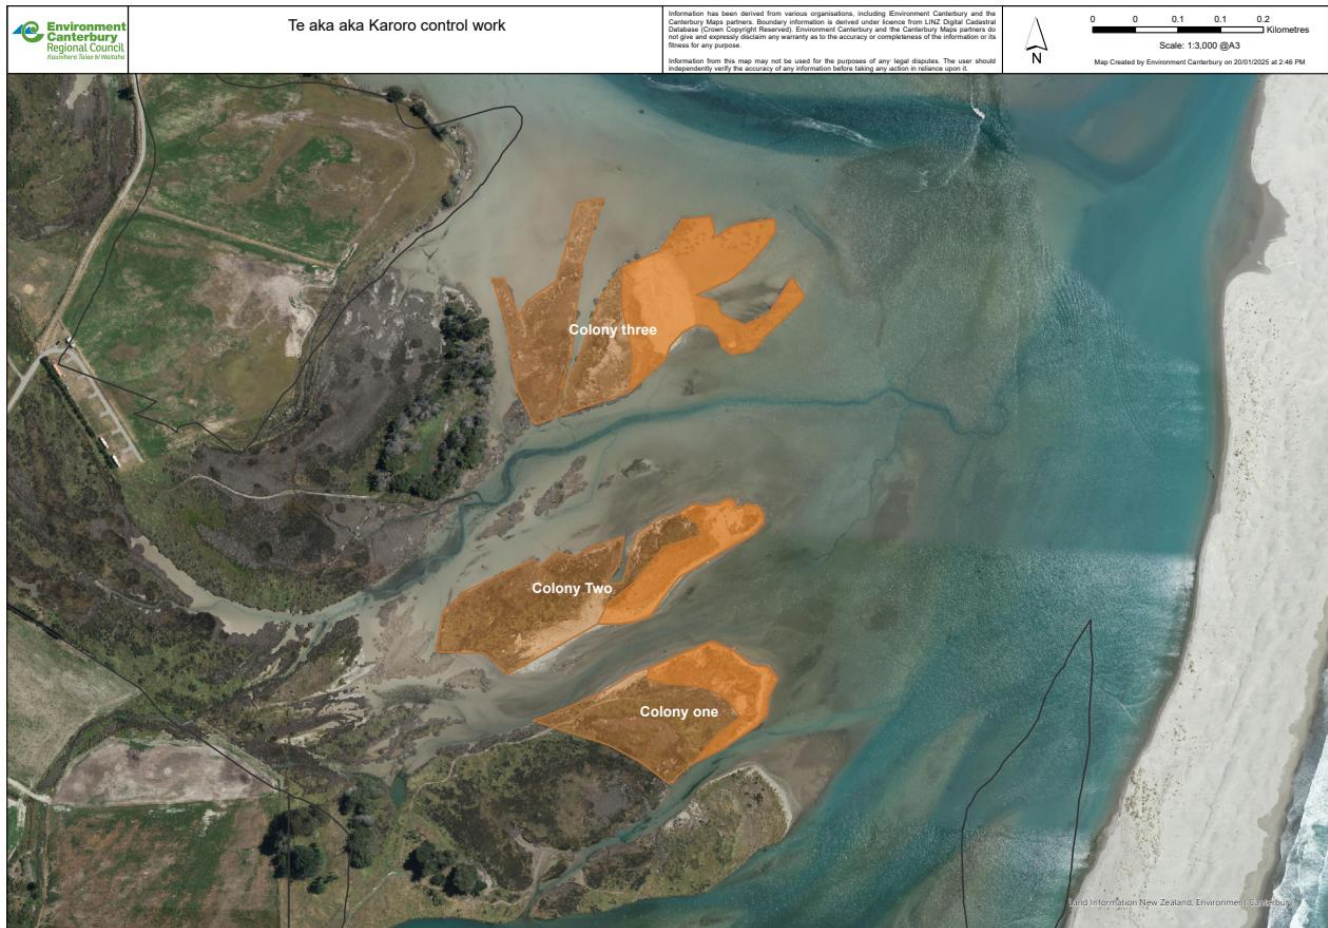 Environment
Canterbury
Regional Council
Kaunihera Taiao ki Waitaha
Te aka aka Karoro control work
Information has been derived from various organisations, including IEnvironment Canterbury and the
Canterbury Maps partners. Boundary information is derived under licence from LINZ Digital Cadastral
Database (Crown Copyright Reserved). Environment Canterbury and the Canterbury Maps partners do
not give and expressly disclaim any warranty as to the accuracy or completeness of the information or its
fitness for any purpose.
Information from this map may not be used for the purposes of any legal disputes. The user should
independently verify the accuracy of any information before taking any action in reliance upon it.
N
0 0 0.1 0.1 0.2
Kilometres
Scale: 1:3,000 @A3
Map Created by Environment Canterbury on 20/01/2025 at 2:46 PM
Colony three
Colony Two
Colony one
Land Information New Zealand, Environment Canterbury